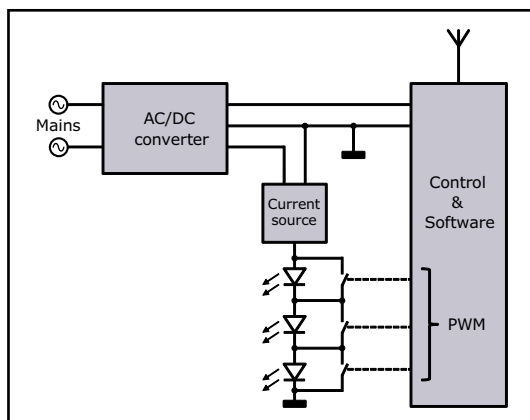 Mains
AC/DC
converter
Current
source
Control
&
Software
PWM